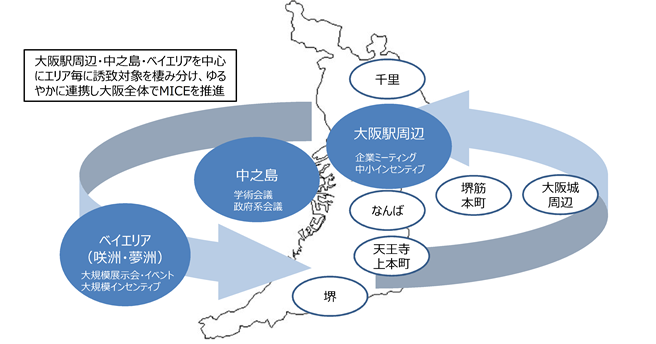 大阪駅周辺・中之島・ベイエリアを中心
にエリア毎に誘致対象を棲み分け、ゆる
やかに連携し大阪全体でMICEを推進
千里
大阪駅周辺
企業ミーティング
中小インセンティブ
中之島
学術会議
政府系会議
堺筋
本町
大阪城
周辺
なんば
ベイエリア
（咲洲・夢洲）
大規模展示会・イベント
大規模インセンティブ
天王寺
上本町
堺